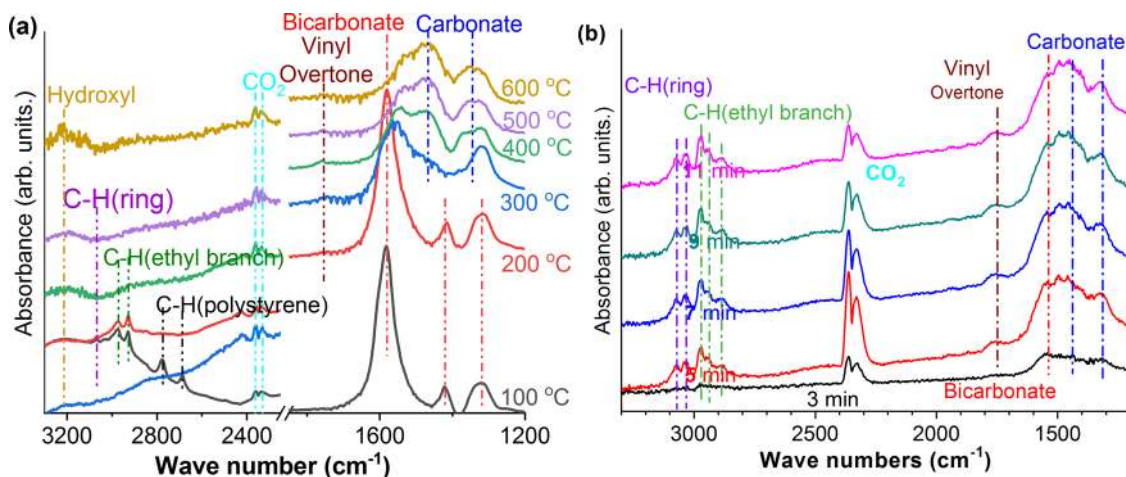 (a)
Bicarbonate
Carbonate
Vinyl
Overtone
CO2
Hydroxyl
600 °C
500 °C
400 °C
C-H(ring)
300 °C
C-H(ethyl branch)
200 °C
C-H(polystyrene)
100 °C
Absorbance (arb. units.)
3200 2800 2400 1600 1200
Wave number (cm-1)
(b)
Carbonate
C-H(ring)
Vinyl
Overtone
C-H(ethyl branch)
min
CO2
9 min
7 min
5 min
3 min
Bicarbonate
Absorbance (arb. units.)
3000 2500 2000 1500
Wave numbers (cm-1)